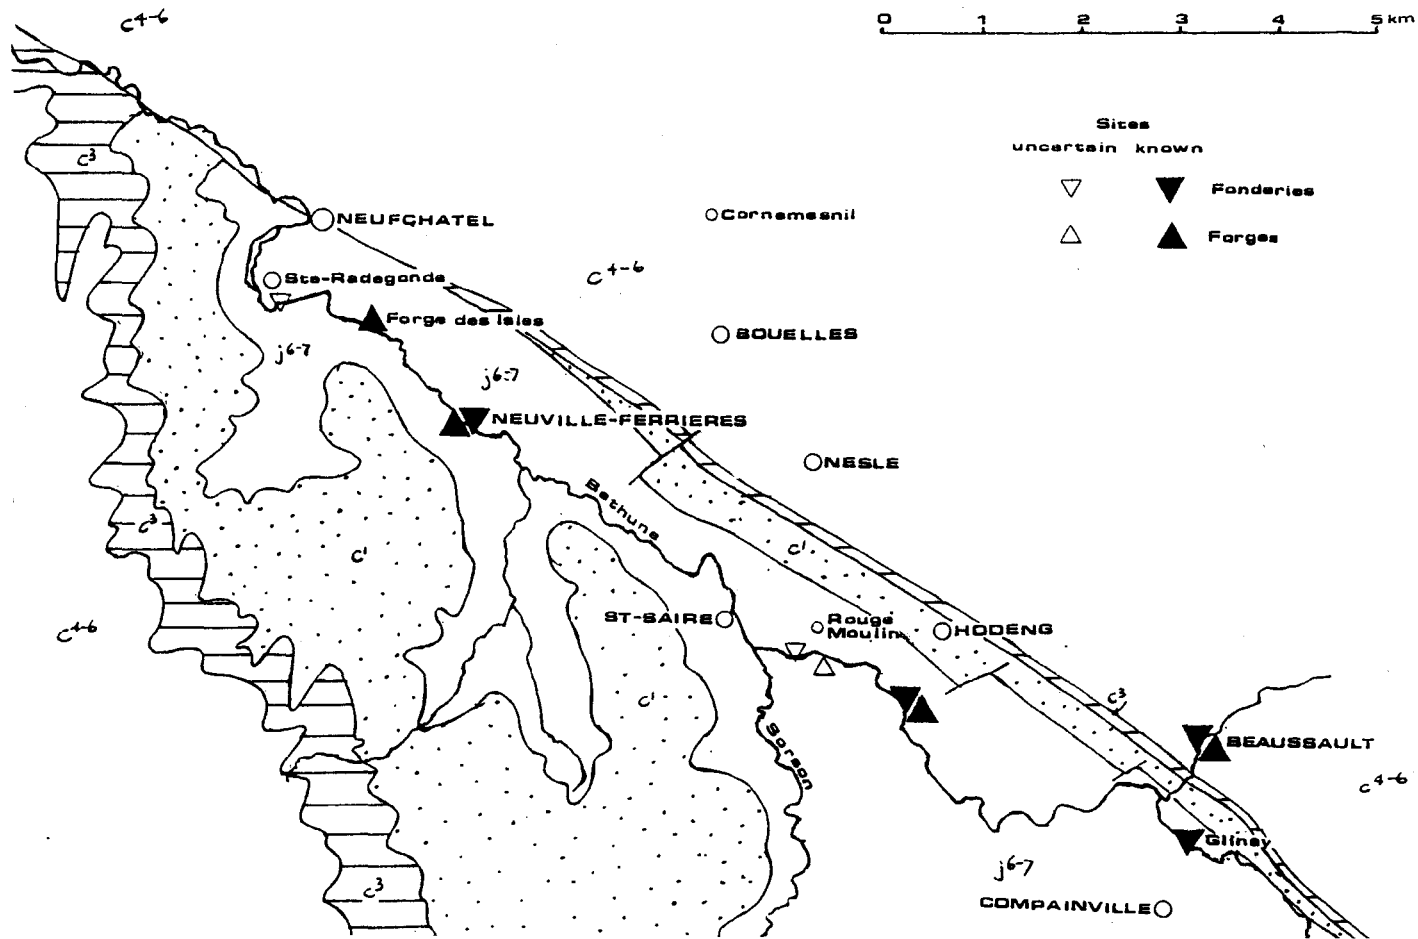 C4-6
0 1 2 3 5 km
Sites
uncertain known
Fonderies
Forges
C3
NEUFCHATEL
Cornemesnil
C4-6
Ste-Radegonde
Forge des Isles
BOUELLES
j6-7
j6-7
NEUVILLE-FERRIERES
NESLE
Bethune
C3
C1
C1
C4-6
ST-SAIRE
Rouge
Moulin
HODENG
C1
C3
Sorson
BEAUSSAULT
C4-6
Glinay
j6-7
C3
COMPAINVILLE